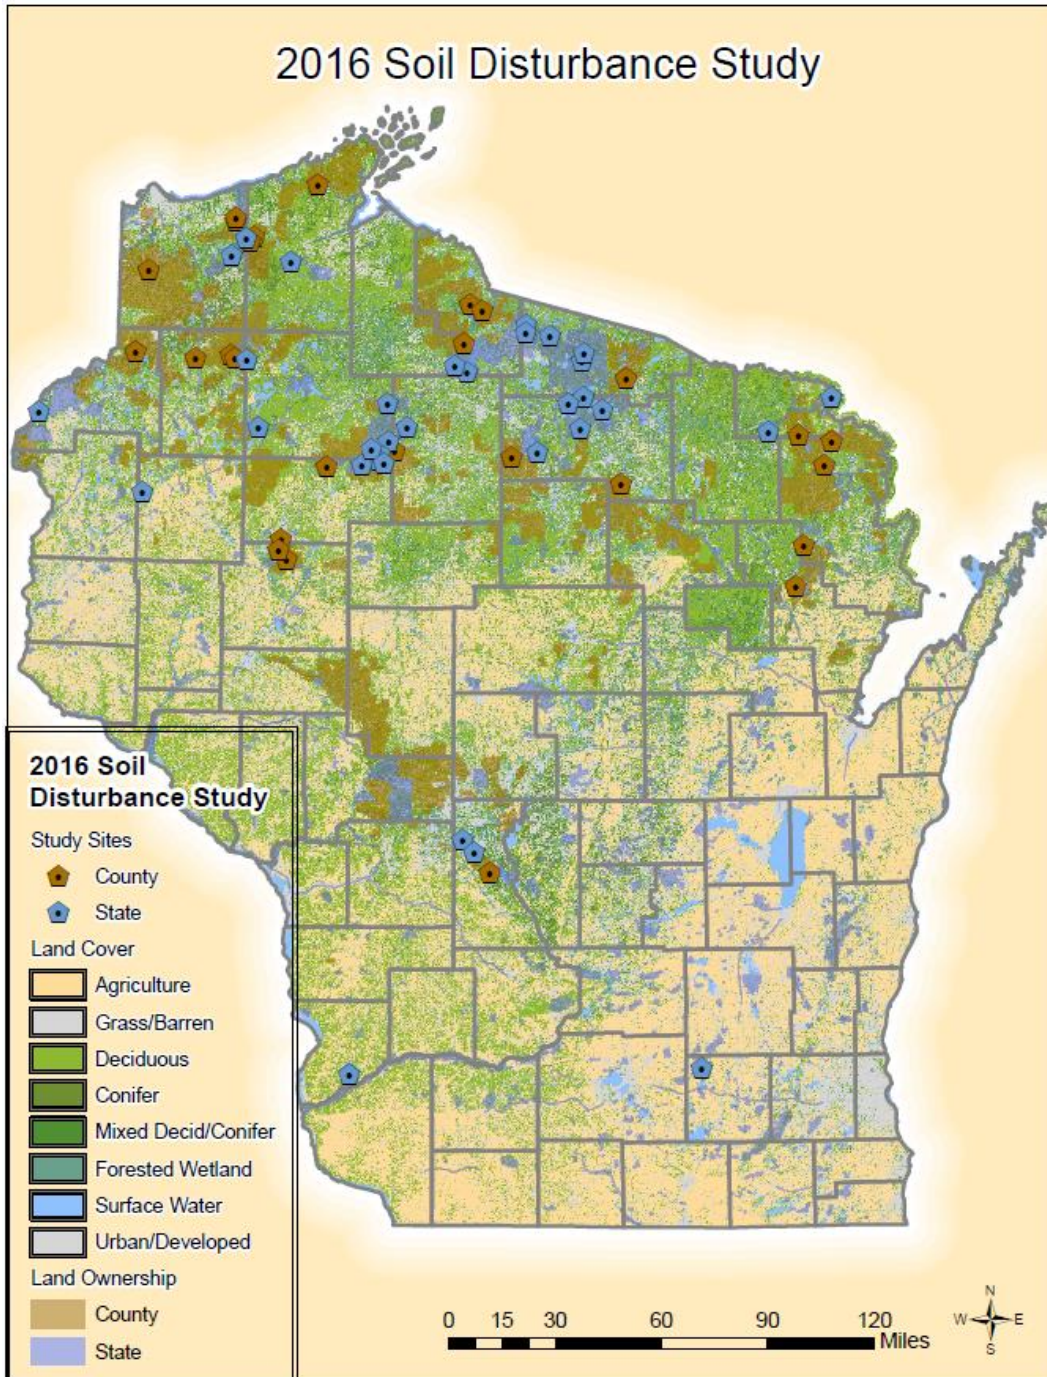 2016 Soil Disturbance Study
2016 Soil
Disturbance Study
Study Sites
County
State
Land Cover
Agriculture
Grass/Barren
Deciduous
Conifer
Mixed Decid/Conifer
Forested Wetland
Surface Water
Urban/Developed
Land Ownership
County
State
0 15 30 60 90 120
Miles
N
W E
S